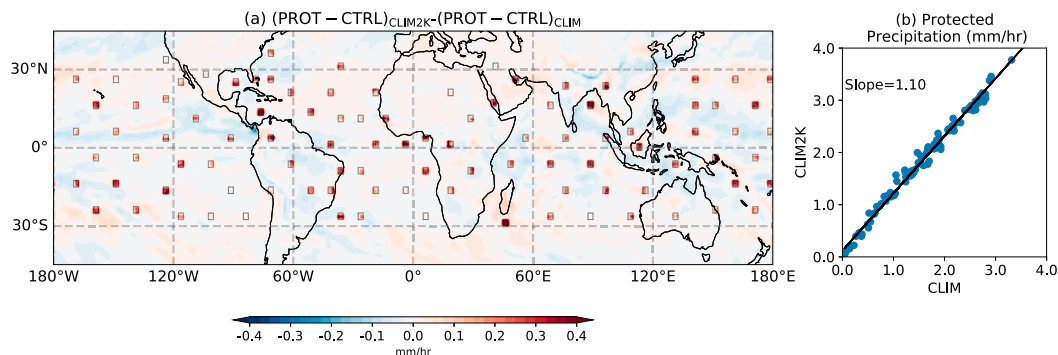 (a) (PROT − CTRL)CLIM2K-(PROT − CTRL)CLIM
30°N
0°
30°S
180°W
120°W
60°W
0°
60°E
120°E
180°E
-0.4
-0.3
-0.2
-0.1
0.0
0.1
0.2
0.3
0.4
mm/hr
(b) Protected
Precipitation (mm/hr)
4.0
3.0
2.0
1.0
0.0
CLIM2K
Slope=1.10
0.0
1.0
2.0
3.0
4.0
CLIM